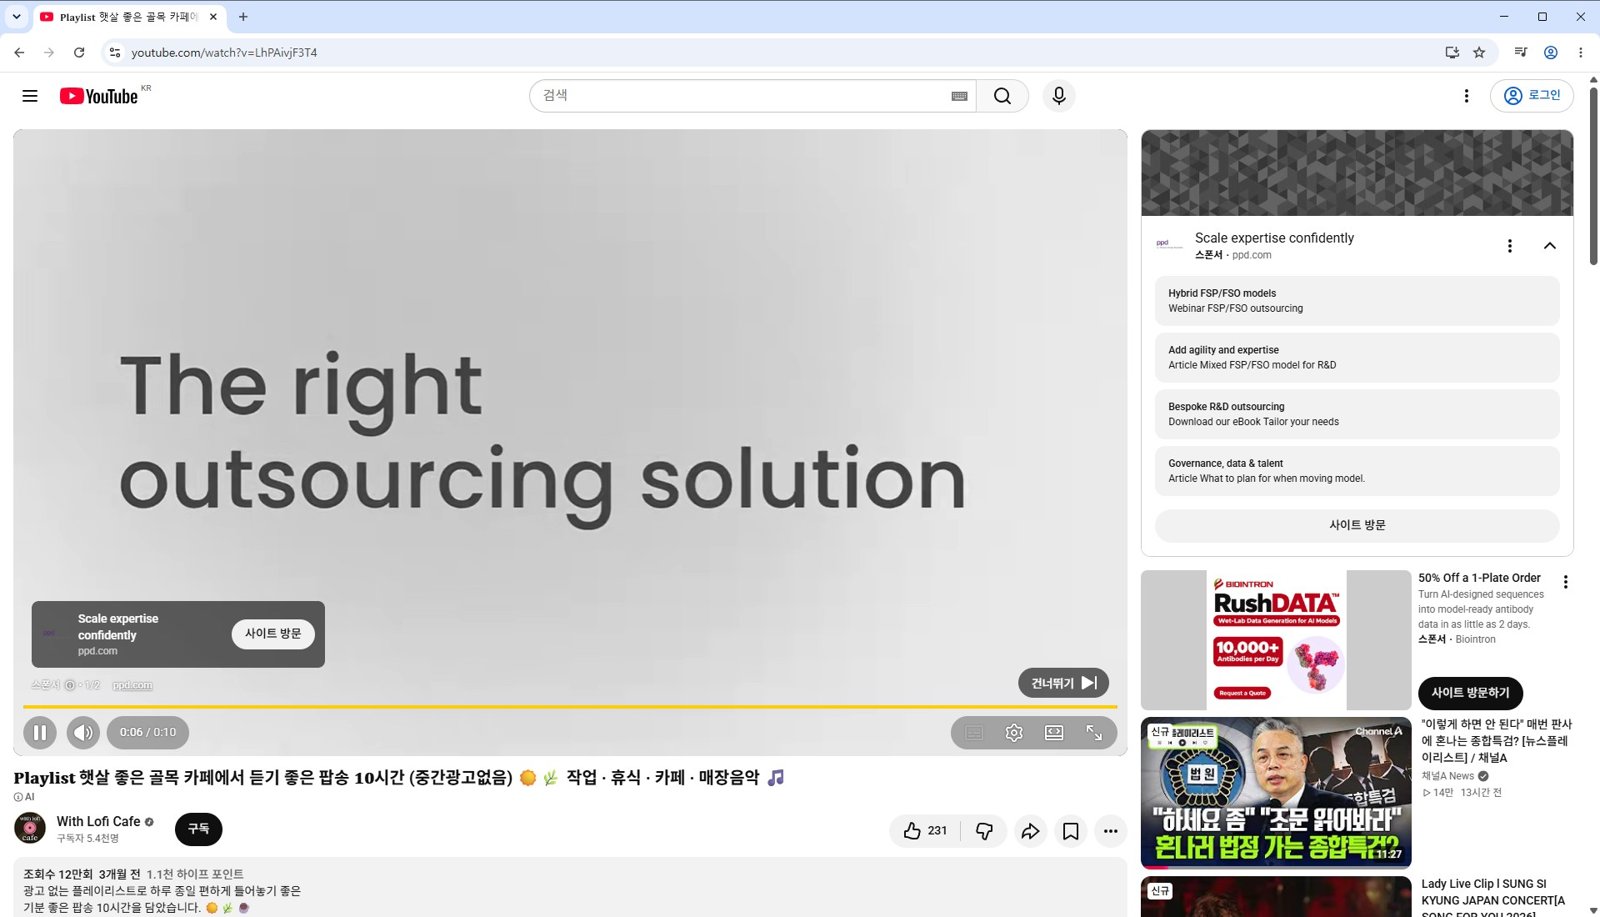 Playlist 햇살 좋은 골목 카페에
youtube.com/watch?v=LhPAivjF3T4
YouTube KR
검색
로그인
The right
outsourcing solution
Scale expertise
confidently
ppd.com
사이트 방문
스폰서 · 1/2 ppd.com
건너뛰기
0:06 / 0:10
Playlist 햇살 좋은 골목 카페에서 듣기 좋은 팝송 10시간 (중간광고없음) 🌼 🌿 작업 · 휴식 · 카페 · 매장음악 🎵
AI
With Lofi Cafe
구독자 5.4천명
구독
231
조회수 12만회 3개월 전 1.1천 하이프 포인트
광고 없는 플레이리스트로 하루 종일 편하게 틀어놓기 좋은
기분 좋은 팝송 10시간을 담았습니다.
ppd
Scale expertise confidently
스폰서 · ppd.com
Hybrid FSP/FSO models
Webinar FSP/FSO outsourcing
Add agility and expertise
Article Mixed FSP/FSO model for R&D
Bespoke R&D outsourcing
Download our eBook Tailor your needs
Governance, data & talent
Article What to plan for when moving model.
사이트 방문
BIOINTRON
RushDATA™
Wet-Lab Data Generation for AI Models
10,000+
Antibodies per Day
Request a Quote
50% Off a 1-Plate Order
Turn AI-designed sequences
into model-ready antibody
data in as little as 2 days.
스폰서 · Biointron
사이트 방문하기
신규
플레이리스트
Channel A
법원
종합특검
"하세요 좀" "조문 읽어봐라"
혼나러 법정 가는 종합특검?
11:27
"이렇게 하면 안 된다" 매번 판사
에 혼나는 종합특검? [뉴스플레
이리스트] / 채널A
채널A News
14만 13시간 전
신규
Lady Live Clip l SUNG SI
KYUNG JAPAN CONCERT[A
SONG FOR YOU 2026]